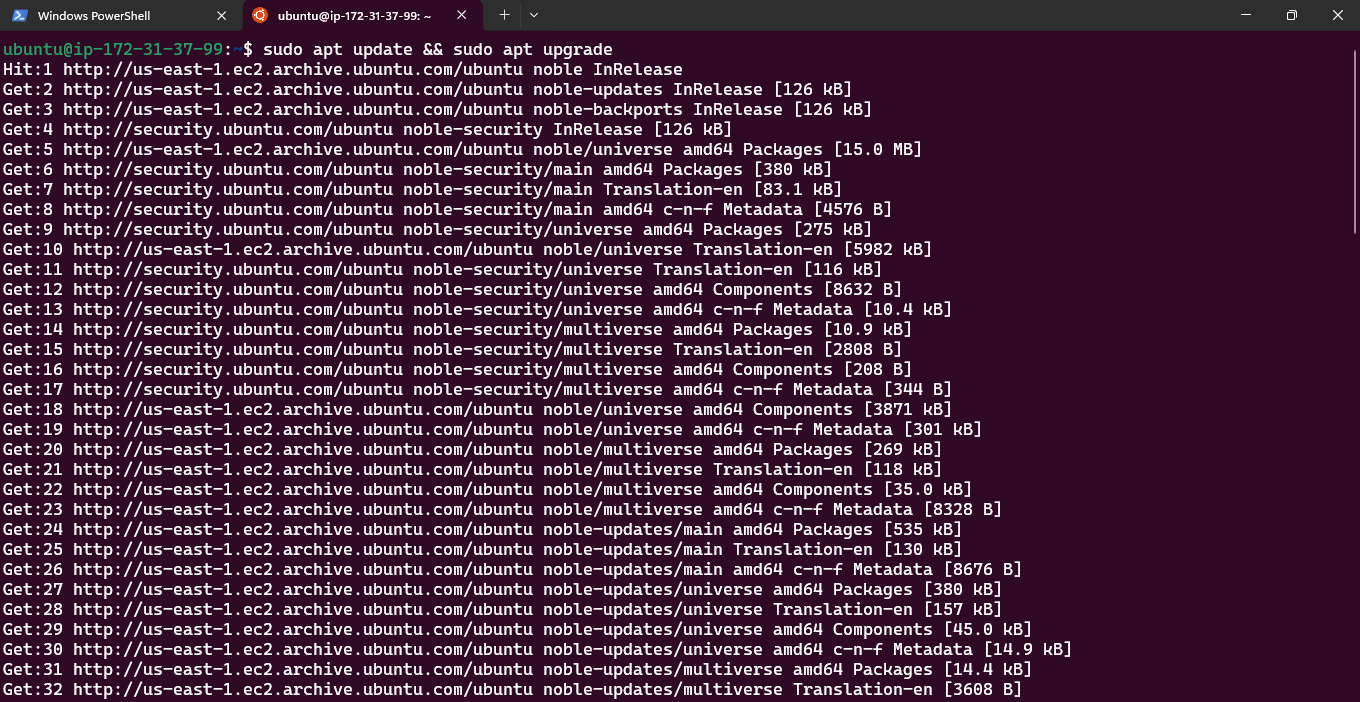 Windows PowerShell
ubuntu@ip-172-31-37-99: ~
ubuntu@ip-172-31-37-99:~$ sudo apt update && sudo apt upgrade
Hit:1 http://us-east-1.ec2.archive.ubuntu.com/ubuntu noble InRelease
Get:2 http://us-east-1.ec2.archive.ubuntu.com/ubuntu noble-updates InRelease [126 kB]
Get:3 http://us-east-1.ec2.archive.ubuntu.com/ubuntu noble-backports InRelease [126 kB]
Get:4 http://security.ubuntu.com/ubuntu noble-security InRelease [126 kB]
Get:5 http://us-east-1.ec2.archive.ubuntu.com/ubuntu noble/universe amd64 Packages [15.0 MB]
Get:6 http://security.ubuntu.com/ubuntu noble-security/main amd64 Packages [380 kB]
Get:7 http://security.ubuntu.com/ubuntu noble-security/main Translation-en [83.1 kB]
Get:8 http://security.ubuntu.com/ubuntu noble-security/main amd64 c-n-f Metadata [4576 B]
Get:9 http://security.ubuntu.com/ubuntu noble-security/universe amd64 Packages [275 kB]
Get:10 http://us-east-1.ec2.archive.ubuntu.com/ubuntu noble/universe Translation-en [5982 kB]
Get:11 http://security.ubuntu.com/ubuntu noble-security/universe Translation-en [116 kB]
Get:12 http://security.ubuntu.com/ubuntu noble-security/universe amd64 Components [8632 B]
Get:13 http://security.ubuntu.com/ubuntu noble-security/universe amd64 c-n-f Metadata [10.4 kB]
Get:14 http://security.ubuntu.com/ubuntu noble-security/multiverse amd64 Packages [10.9 kB]
Get:15 http://security.ubuntu.com/ubuntu noble-security/multiverse Translation-en [2808 B]
Get:16 http://security.ubuntu.com/ubuntu noble-security/multiverse amd64 Components [208 B]
Get:17 http://security.ubuntu.com/ubuntu noble-security/multiverse amd64 c-n-f Metadata [344 B]
Get:18 http://us-east-1.ec2.archive.ubuntu.com/ubuntu noble/universe amd64 Components [3871 kB]
Get:19 http://us-east-1.ec2.archive.ubuntu.com/ubuntu noble/universe amd64 c-n-f Metadata [301 kB]
Get:20 http://us-east-1.ec2.archive.ubuntu.com/ubuntu noble/multiverse amd64 Packages [269 kB]
Get:21 http://us-east-1.ec2.archive.ubuntu.com/ubuntu noble/multiverse Translation-en [118 kB]
Get:22 http://us-east-1.ec2.archive.ubuntu.com/ubuntu noble/multiverse amd64 Components [35.0 kB]
Get:23 http://us-east-1.ec2.archive.ubuntu.com/ubuntu noble/multiverse amd64 c-n-f Metadata [8328 B]
Get:24 http://us-east-1.ec2.archive.ubuntu.com/ubuntu noble-updates/main amd64 Packages [535 kB]
Get:25 http://us-east-1.ec2.archive.ubuntu.com/ubuntu noble-updates/main Translation-en [130 kB]
Get:26 http://us-east-1.ec2.archive.ubuntu.com/ubuntu noble-updates/main amd64 c-n-f Metadata [8676 B]
Get:27 http://us-east-1.ec2.archive.ubuntu.com/ubuntu noble-updates/universe amd64 Packages [380 kB]
Get:28 http://us-east-1.ec2.archive.ubuntu.com/ubuntu noble-updates/universe Translation-en [157 kB]
Get:29 http://us-east-1.ec2.archive.ubuntu.com/ubuntu noble-updates/universe amd64 Components [45.0 kB]
Get:30 http://us-east-1.ec2.archive.ubuntu.com/ubuntu noble-updates/universe amd64 c-n-f Metadata [14.9 kB]
Get:31 http://us-east-1.ec2.archive.ubuntu.com/ubuntu noble-updates/multiverse amd64 Packages [14.4 kB]
Get:32 http://us-east-1.ec2.archive.ubuntu.com/ubuntu noble-updates/multiverse Translation-en [3608 B]